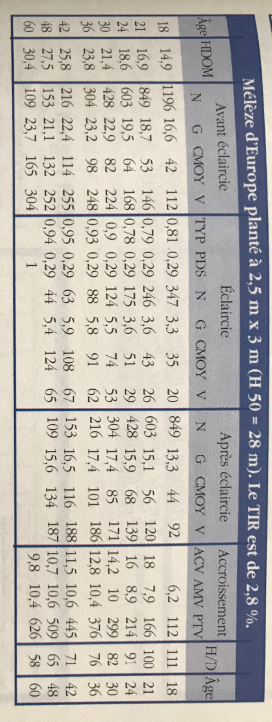 Mélèze d'Europe planté à 2,5 m x 3 m (H 50 = 28 m). Le TIR est de 2,8 %.
Avant éclaircie Éclaircie Après éclaircie Accroissement
Âge HDOM N G CMOY V TYP PDS N G CMOY V N G CMOY V ACV AMV PTV H/D Âge
18 14,9 1196 16,6 42 112 0,81 0,29 347 3,3 35 20 849 13,3 44 92 6,2 112 111 18
21 16,9 849 18,7 53 146 0,79 0,29 246 3,6 43 26 603 15,1 56 120 18 7,9 166 100 21
24 18,6 603 19,5 64 168 0,78 0,29 175 3,6 51 29 428 15,9 68 139 16 8,9 214 91 24
30 21,4 428 22,9 82 224 0,9 0,29 124 5,5 74 53 304 17,4 85 171 14,2 10 299 82 30
36 23,8 304 23,2 98 248 0,93 0,29 88 5,8 91 62 216 17,4 101 186 12,8 10,4 376 76 36
42 25,8 216 22,4 114 255 0,95 0,29 63 5,9 108 67 153 16,5 116 188 11,5 10,6 445 71 42
48 27,5 153 21,1 132 252 0,94 0,29 44 5,4 124 65 109 15,6 134 187 10,7 10,6 509 65 48
60 30,4 109 23,7 165 304 1 9,8 10,4 626 58 60